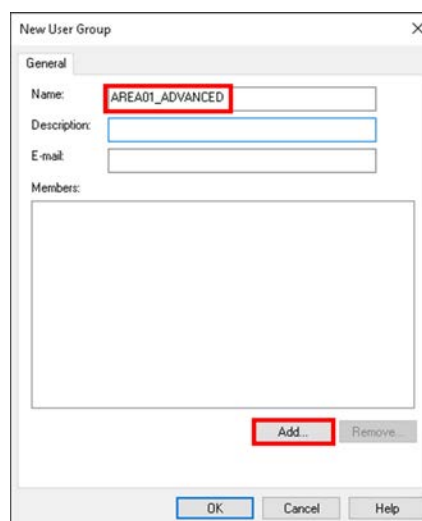 New User Group
General
Name: AREA01_ADVANCED
Description:
E-mail:
Members:
Add... Remove...
OK Cancel Help